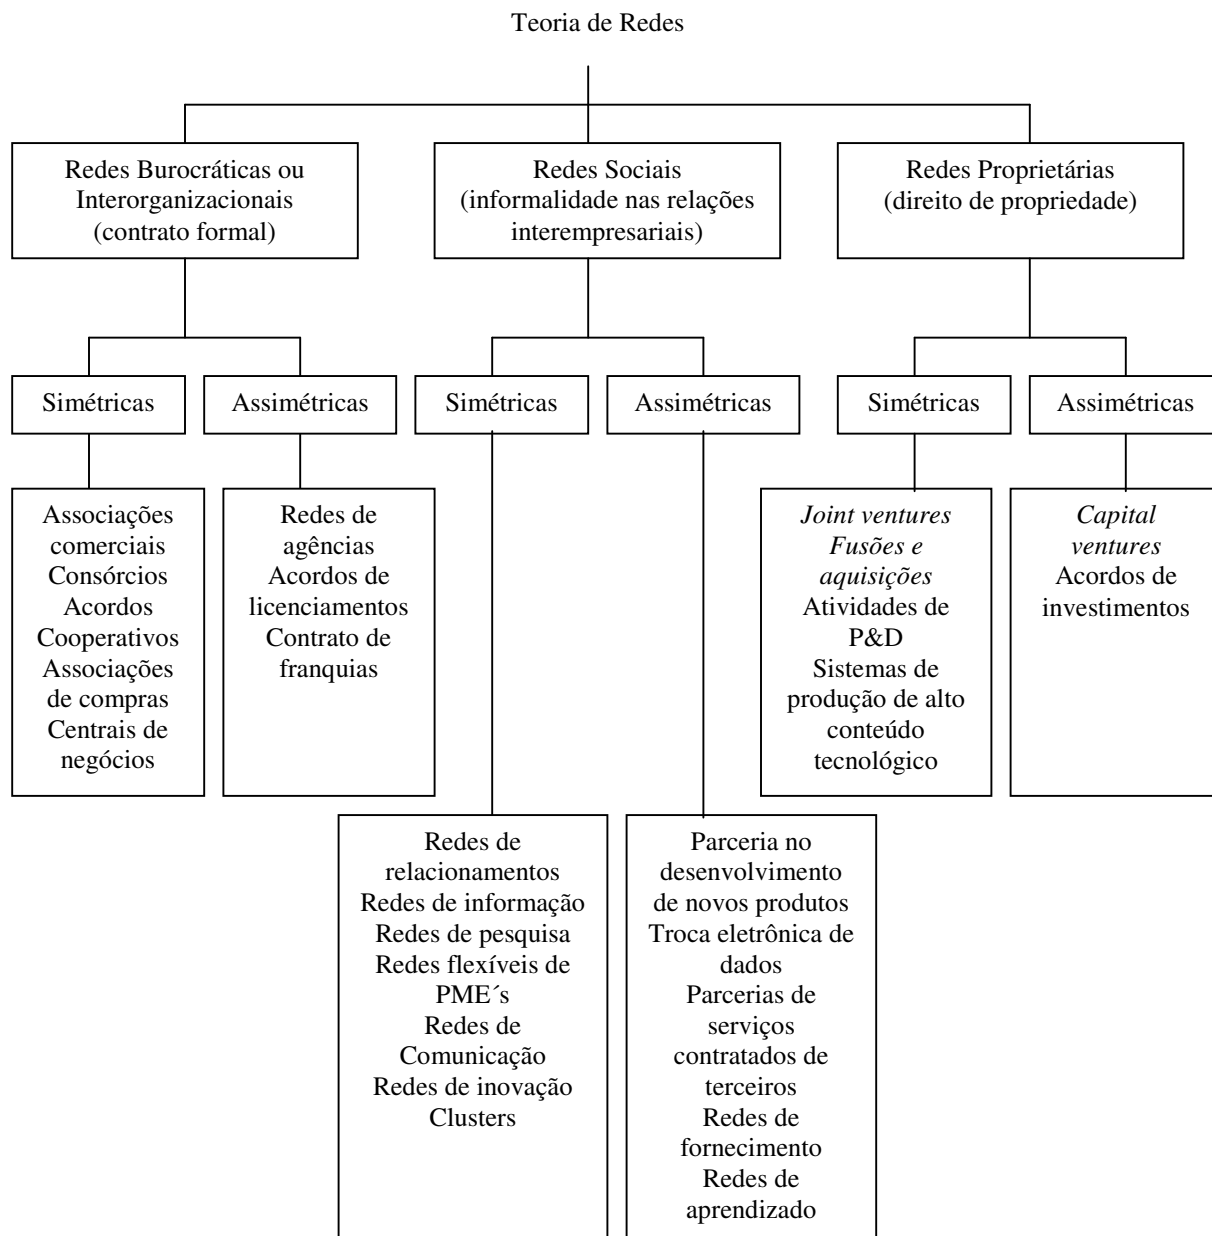 Teoria de Redes
Redes Burocráticas ou
Interorganizacionais
(contrato formal)
Redes Sociais
(informalidade nas relações
interempresariais)
Redes Proprietárias
(direito de propriedade)
Simétricas
Assimétricas
Simétricas
Assimétricas
Simétricas
Assimétricas
Associações
comerciais
Consórcios
Acordos
Cooperativos
Associações
de compras
Centrais de
negócios
Redes de
agências
Acordos de
licenciamentos
Contrato de
franquias
Joint ventures
Fusões e
aquisições
Atividades de
P&D
Sistemas de
produção de alto
conteúdo
tecnológico
Capital
ventures
Acordos de
investimentos
Redes de
relacionamentos
Redes de informação
Redes de pesquisa
Redes flexíveis de
PME´s
Redes de
Comunicação
Redes de inovação
Clusters
Parceria no
desenvolvimento
de novos produtos
Troca eletrônica de
dados
Parcerias de
serviços
contratados de
terceiros
Redes de
fornecimento
Redes de
aprendizado